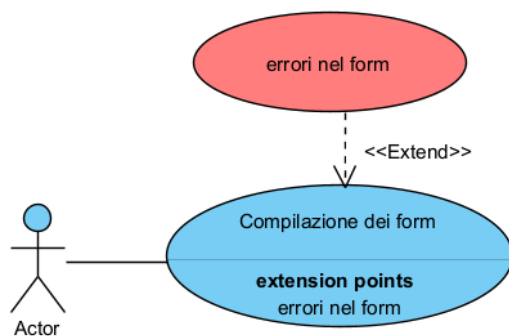 errori nel form
<<Extend>>
Compilazione dei form
extension points
errori nel form
Actor